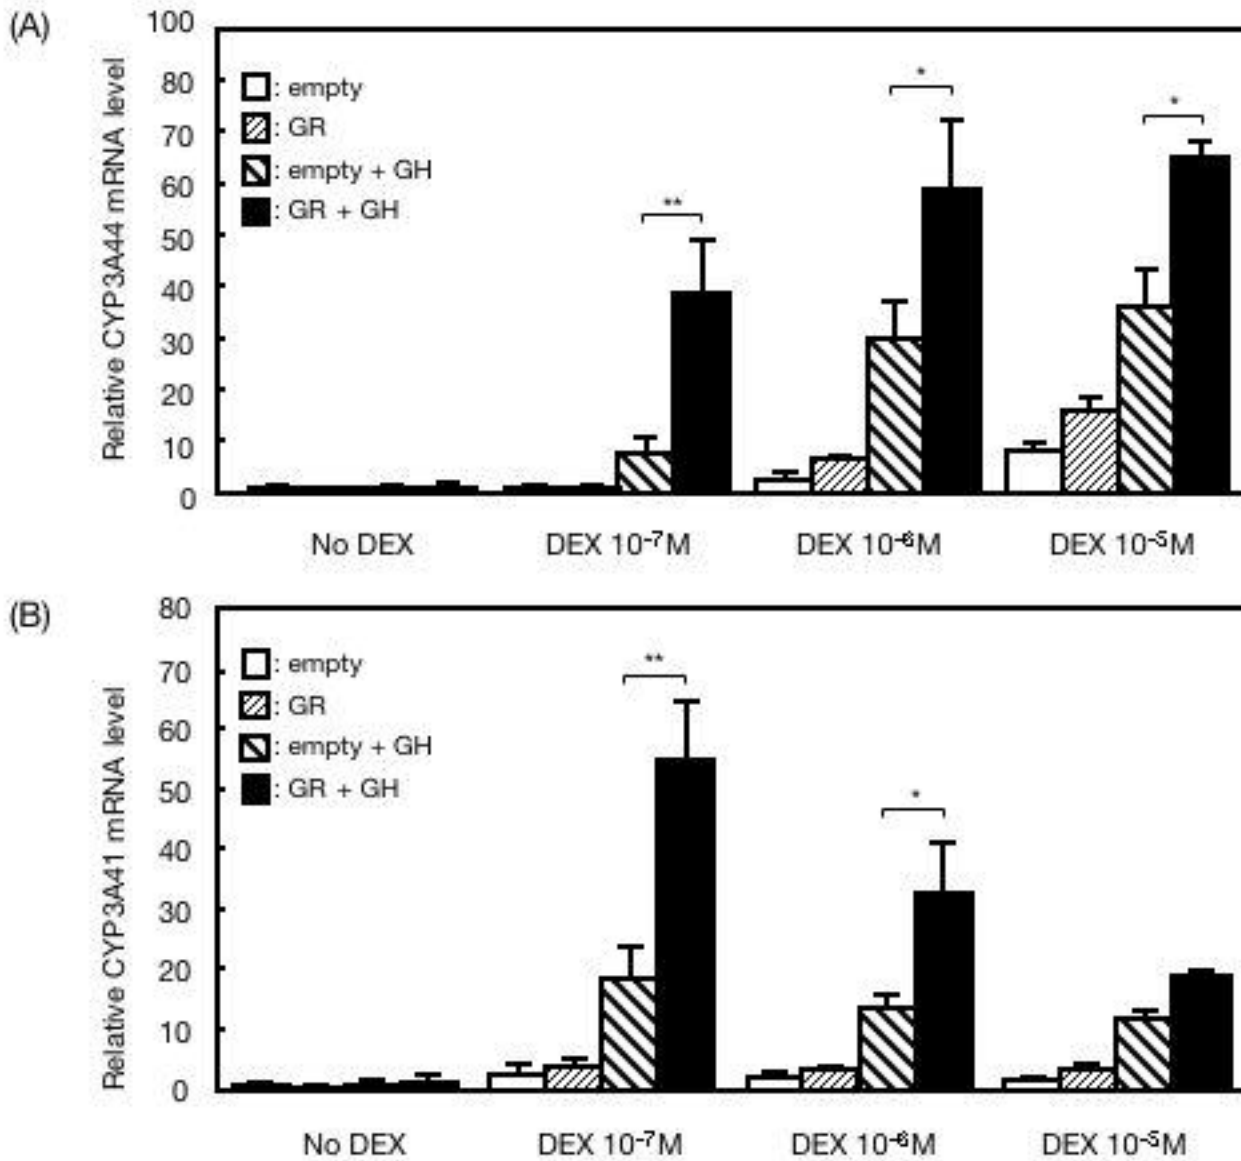 (A)
Relative CYP3A44 mRNA level
100
80
70
60
50
40
30
20
10
0
: empty
: GR
: empty + GH
: GR + GH
**
*
*
No DEX
DEX 10⁻⁷M
DEX 10⁻⁶M
DEX 10⁻⁵M
(B)
Relative CYP3A41 mRNA level
80
70
60
50
40
30
20
10
0
: empty
: GR
: empty + GH
: GR + GH
**
*
No DEX
DEX 10⁻⁷M
DEX 10⁻⁶M
DEX 10⁻⁵M